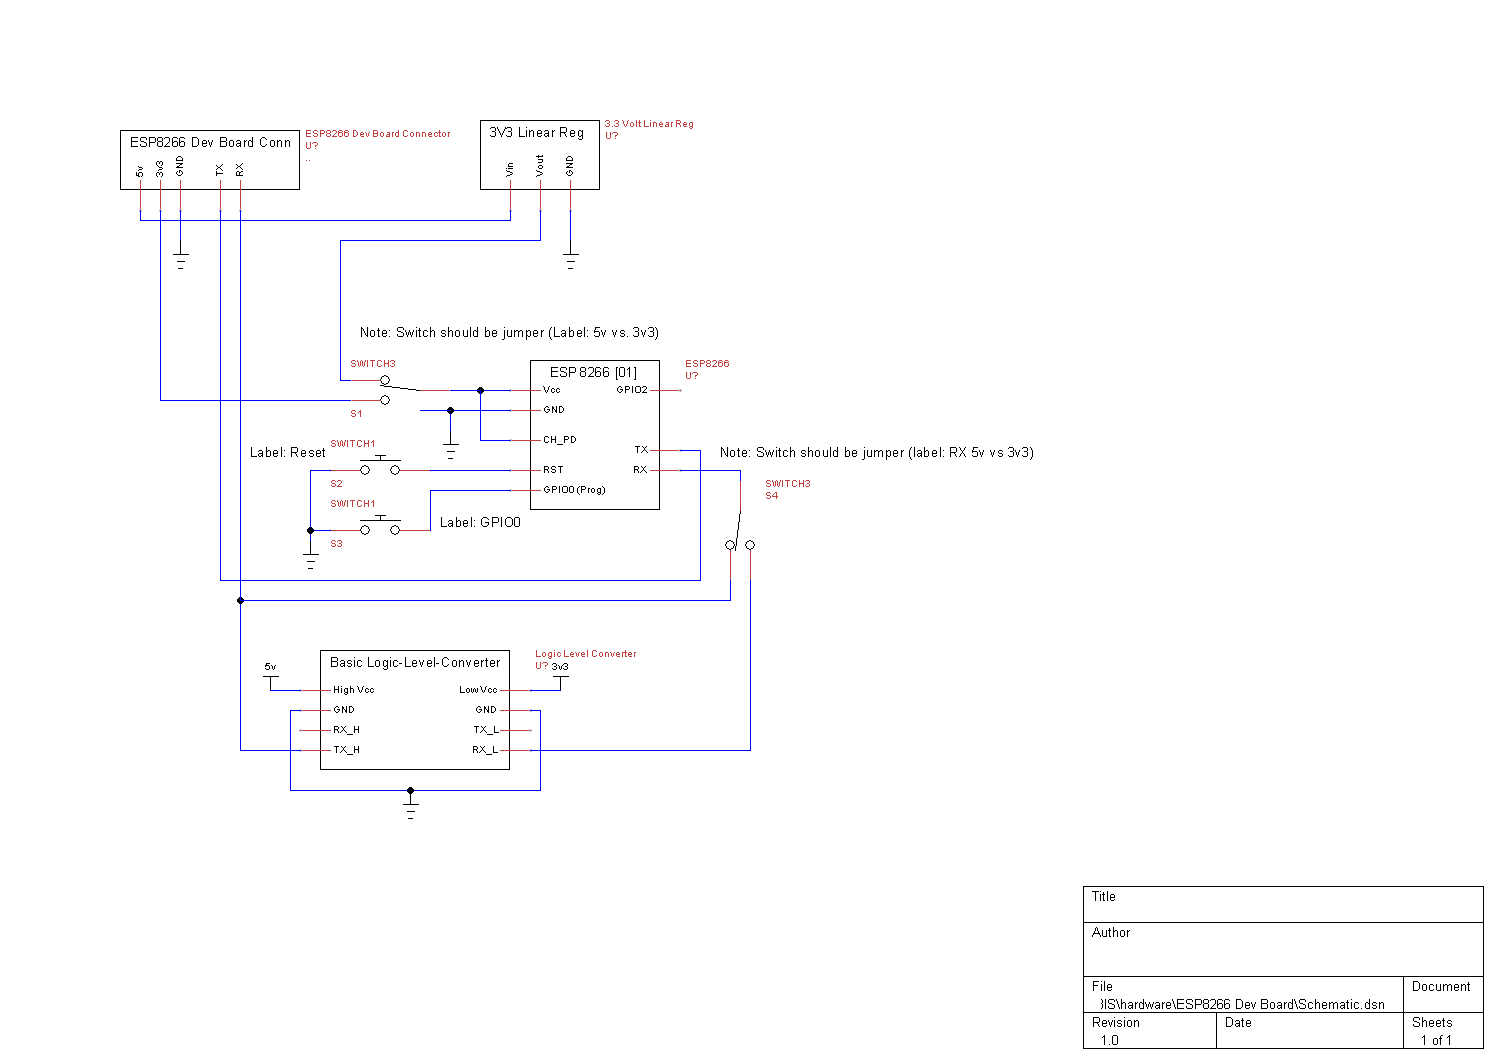 ESP8266 Dev Board Conn
5v
3v3
GND
TX
RX
ESP8266 Dev Board Connector
U?
..
3V3 Linear Reg
Vin
Vout
GND
3.3 Volt Linear Reg
U?
Note: Switch should be jumper (Label: 5v vs. 3v3)
SWITCH3
S1
ESP8266 [01]
Vcc
GND
CH_PD
RST
GPIO0(Prog)
GPIO2
TX
RX
ESP8266
U?
Label: Reset
SWITCH1
S2
SWITCH1
S3
Label: GPIO0
Note: Switch should be jumper (label: RX 5v vs 3v3)
SWITCH3
S4
5v
Basic Logic-Level-Converter
High Vcc
GND
RX_H
TX_H
Low Vcc
GND
TX_L
RX_L
Logic Level Converter
U?
3v3
Title
Author
File
IS\hardware\ESP8266 Dev Board\Schematic.dsn
Document
Revision
1.0
Date
Sheets
1 of 1